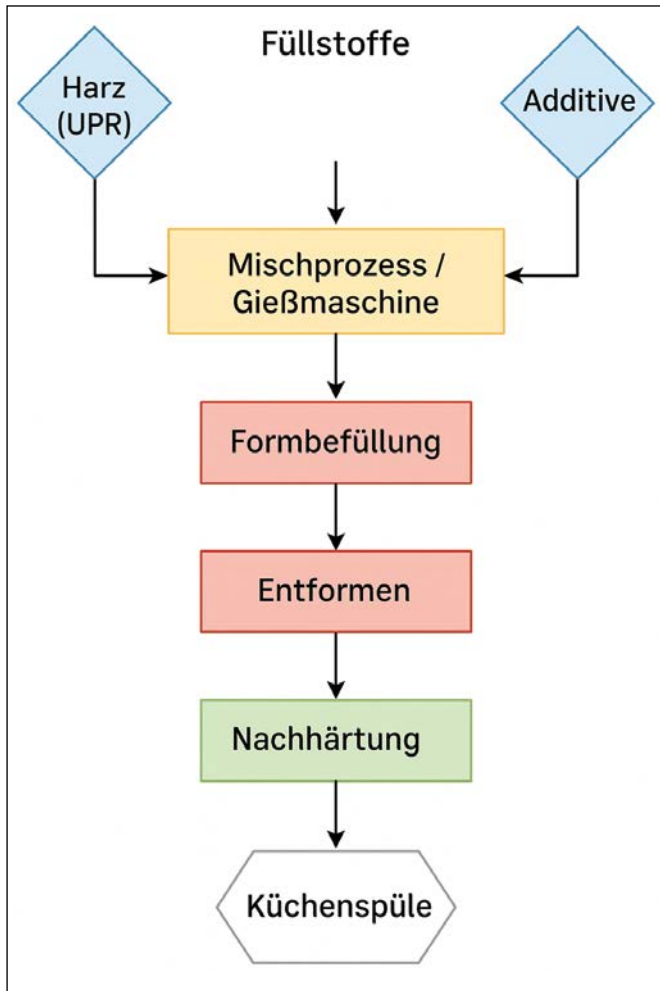 Füllstoffe
Harz
(UPR)
Additive
Mischprozess /
Gießmaschine
Formbefüllung
Entformen
Nachhärtung
Küchenspüle